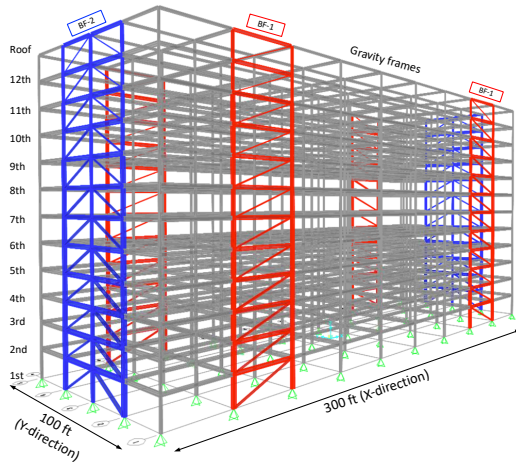 BF-2
BF-1
Gravity frames
BF-1
Roof
12th
11th
10th
9th
8th
7th
6th
5th
4th
3rd
2nd
1st
100 ft
(Y-direction)
300 ft (X-direction)